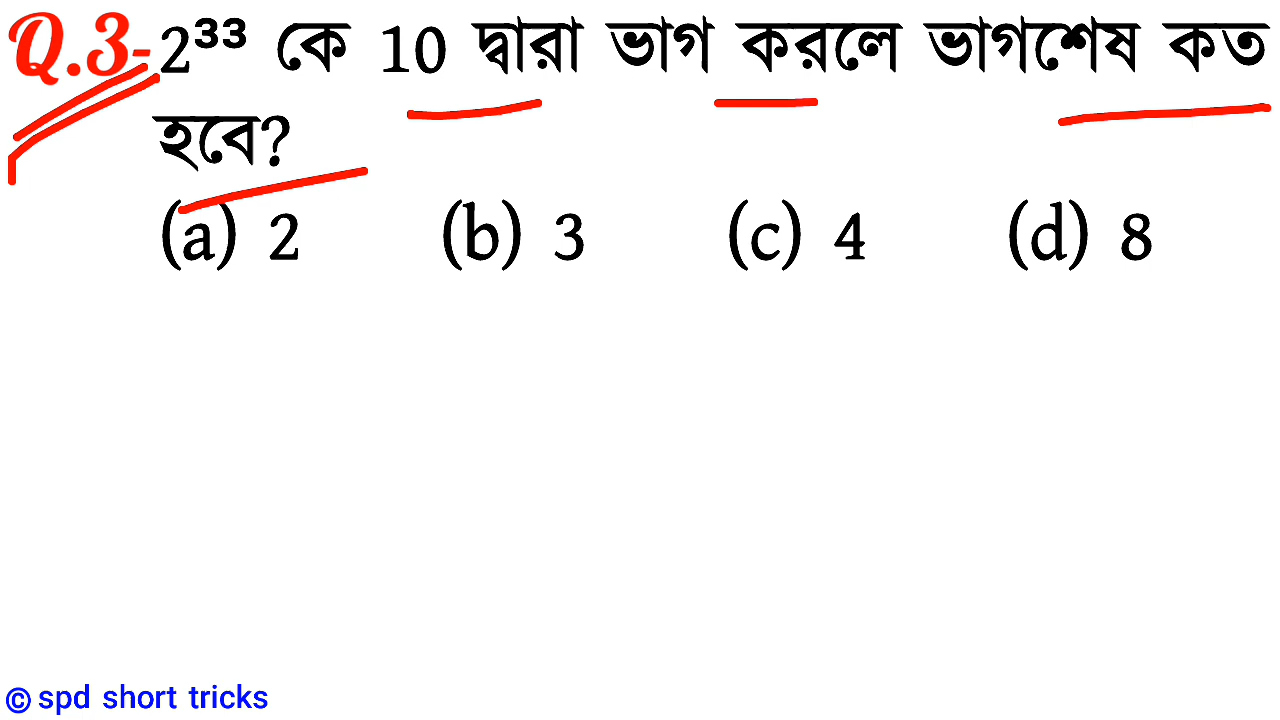 Q.3- 2³³ কে 10 দ্বারা ভাগ করলে ভাগশেষ কত
হবে?
(a) 2 (b) 3 (c) 4 (d) 8
© spd short tricks